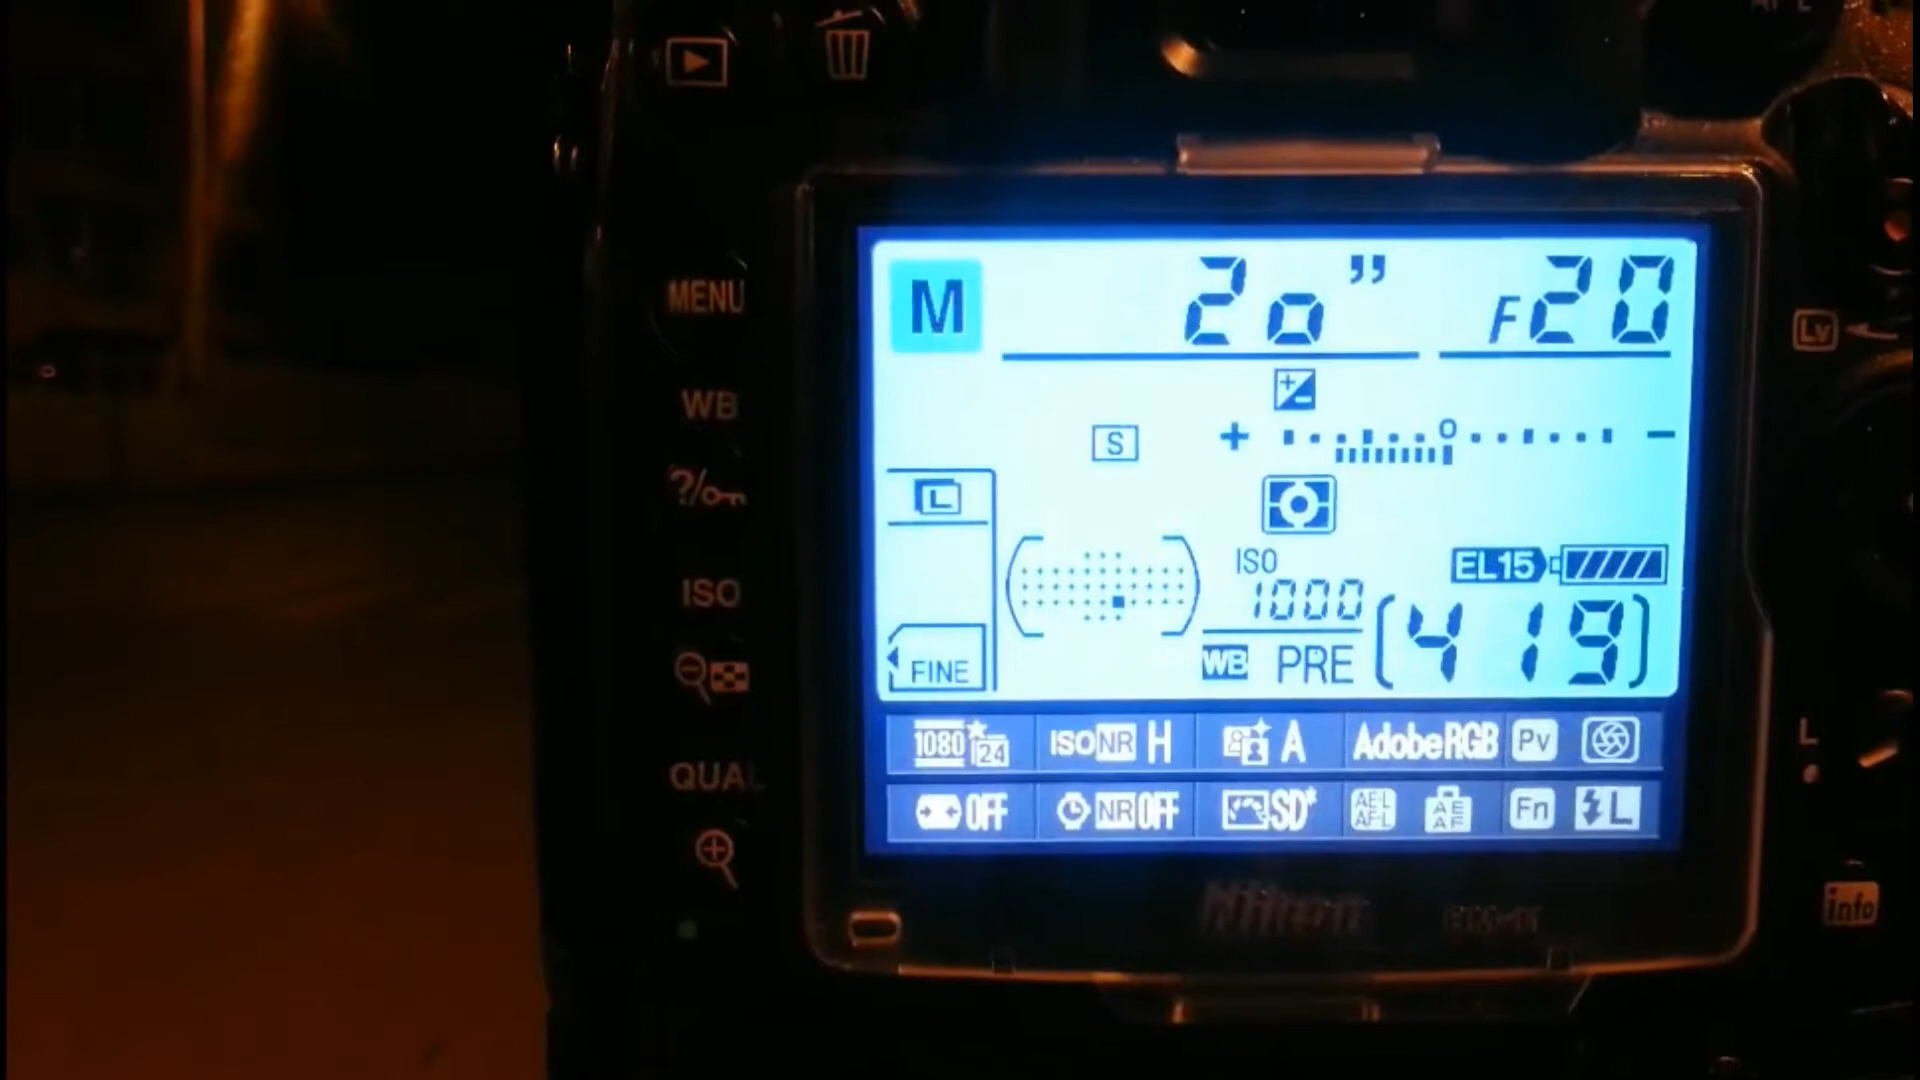 MENU
WB
?/
ISO
QUAL
M 20” F20
+ 0 −
S
L
ISO
1000
EL15
FINE
WB PRE [419]
1080 24 ISO NR H A AdobeRGB Pv
OFF NR OFF SD AE-L AF-L AE AF Fn L
Nikon
Lv
L
info